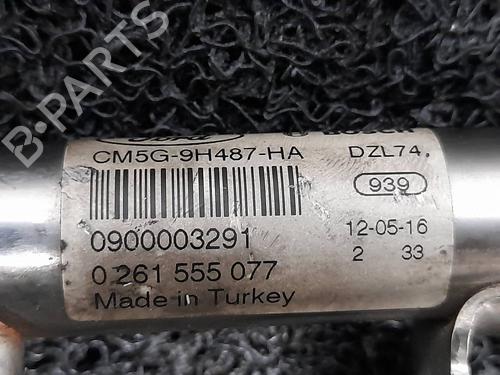 B-PARTS
Ford BOSCH
CM5G-9H487-HA DZL74.
939
0900003291 12-05-16
0 261 555 077 2 33
Made in Turkey